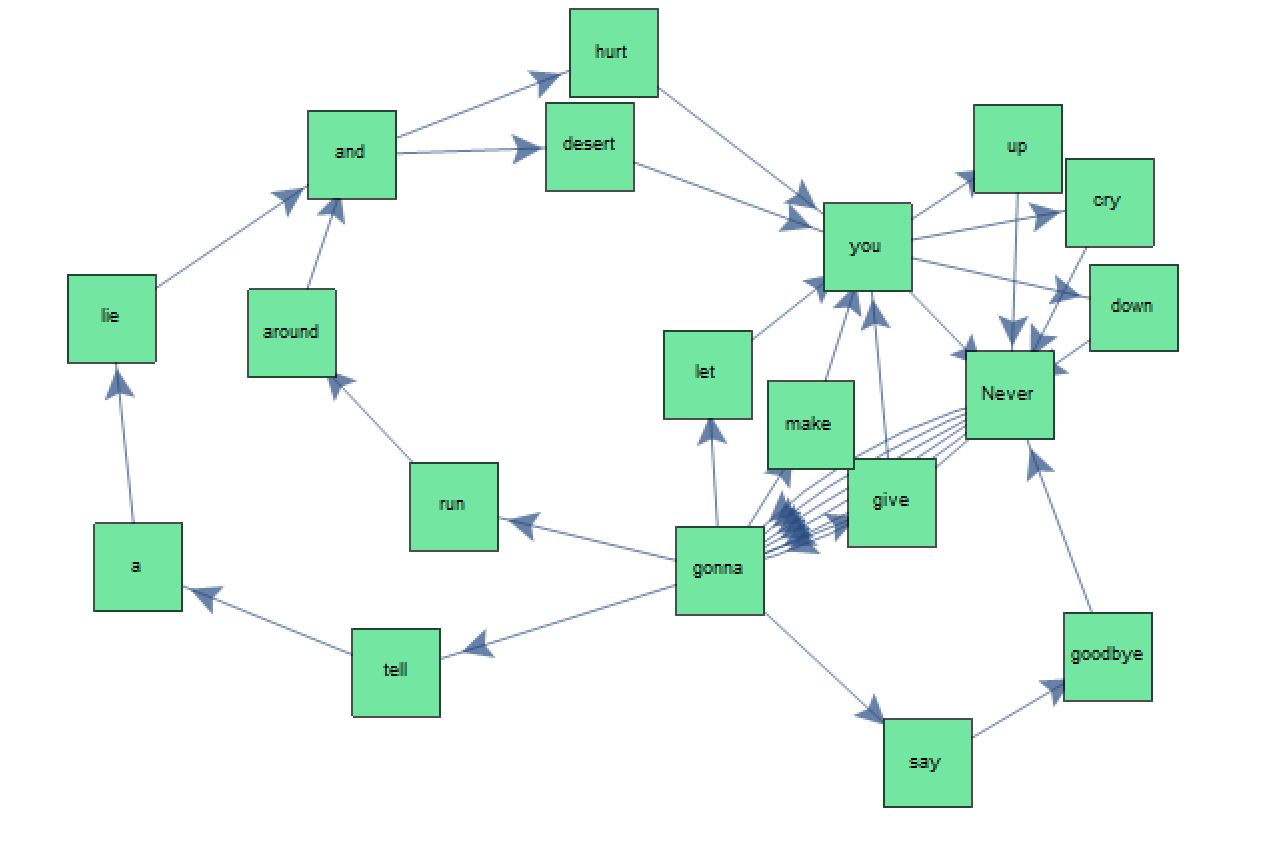 hurt
desert
and
up
cry
you
down
lie
around
let
Never
make
run
give
a
gonna
tell
goodbye
say